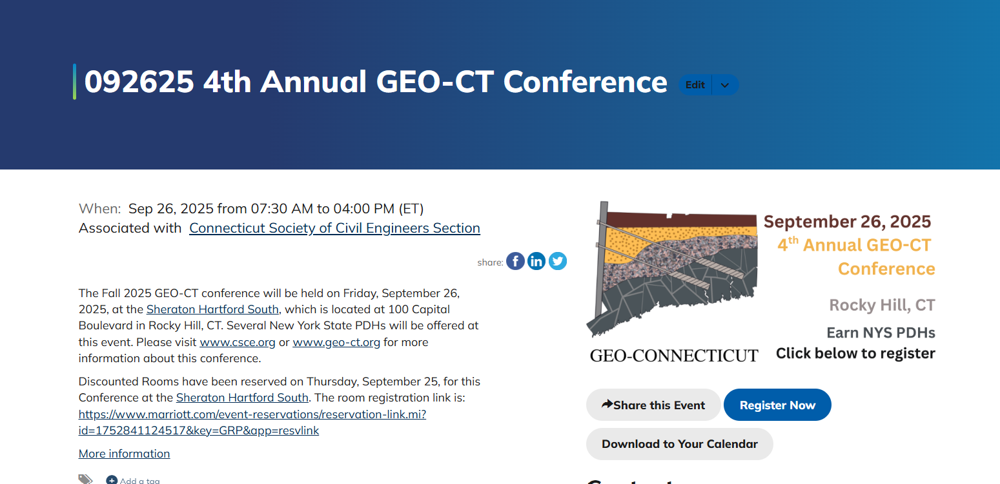 092625 4th Annual GEO-CT Conference
Edit
When: Sep 26, 2025 from 07:30 AM to 04:00 PM (ET)
Associated with Connecticut Society of Civil Engineers Section
share:
The Fall 2025 GEO-CT conference will be held on Friday, September 26,
2025, at the Sheraton Hartford South, which is located at 100 Capital
Boulevard in Rocky Hill, CT. Several New York State PDHs will be offered at
this event. Please visit www.csce.org or www.geo-ct.org for more
information about this conference.
Discounted Rooms have been reserved on Thursday, September 25, for this
Conference at the Sheraton Hartford South. The room registration link is:
https://www.marriott.com/event-reservations/reservation-link.mi?
id=1752841124517&key=GRP&app=resvlink
More information
Add a tag
September 26, 2025
4th Annual GEO-CT
Conference
Rocky Hill, CT
Earn NYS PDHs
Click below to register
GEO-CONNECTICUT
Share this Event
Register Now
Download to Your Calendar